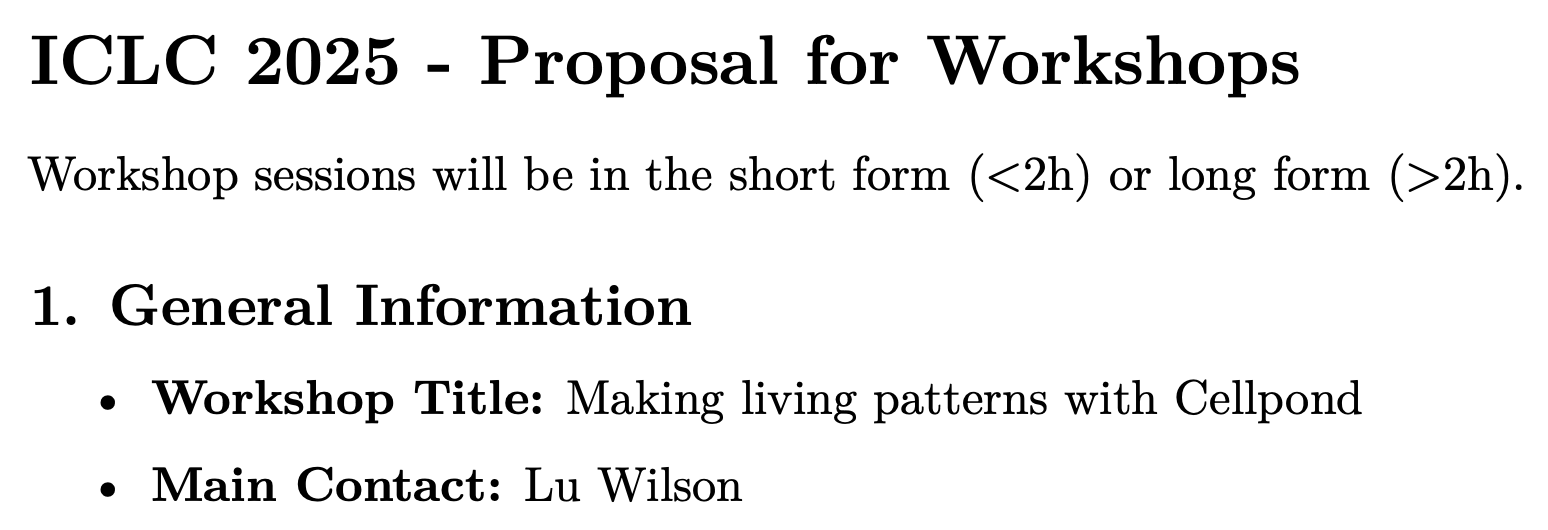 ICLC 2025 - Proposal for Workshops
Workshop sessions will be in the short form (<2h) or long form (>2h).
1. General Information
• Workshop Title: Making living patterns with Cellpond
• Main Contact: Lu Wilson